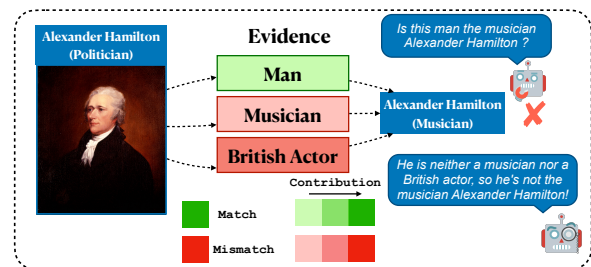 Alexander Hamilton
(Politician)
Evidence
Man
Musician
British Actor
Alexander Hamilton
(Musician)
Is this man the musician
Alexander Hamilton ?
He is neither a musician nor a
British actor, so he's not the
musician Alexander Hamilton!
Contribution
Match
Mismatch